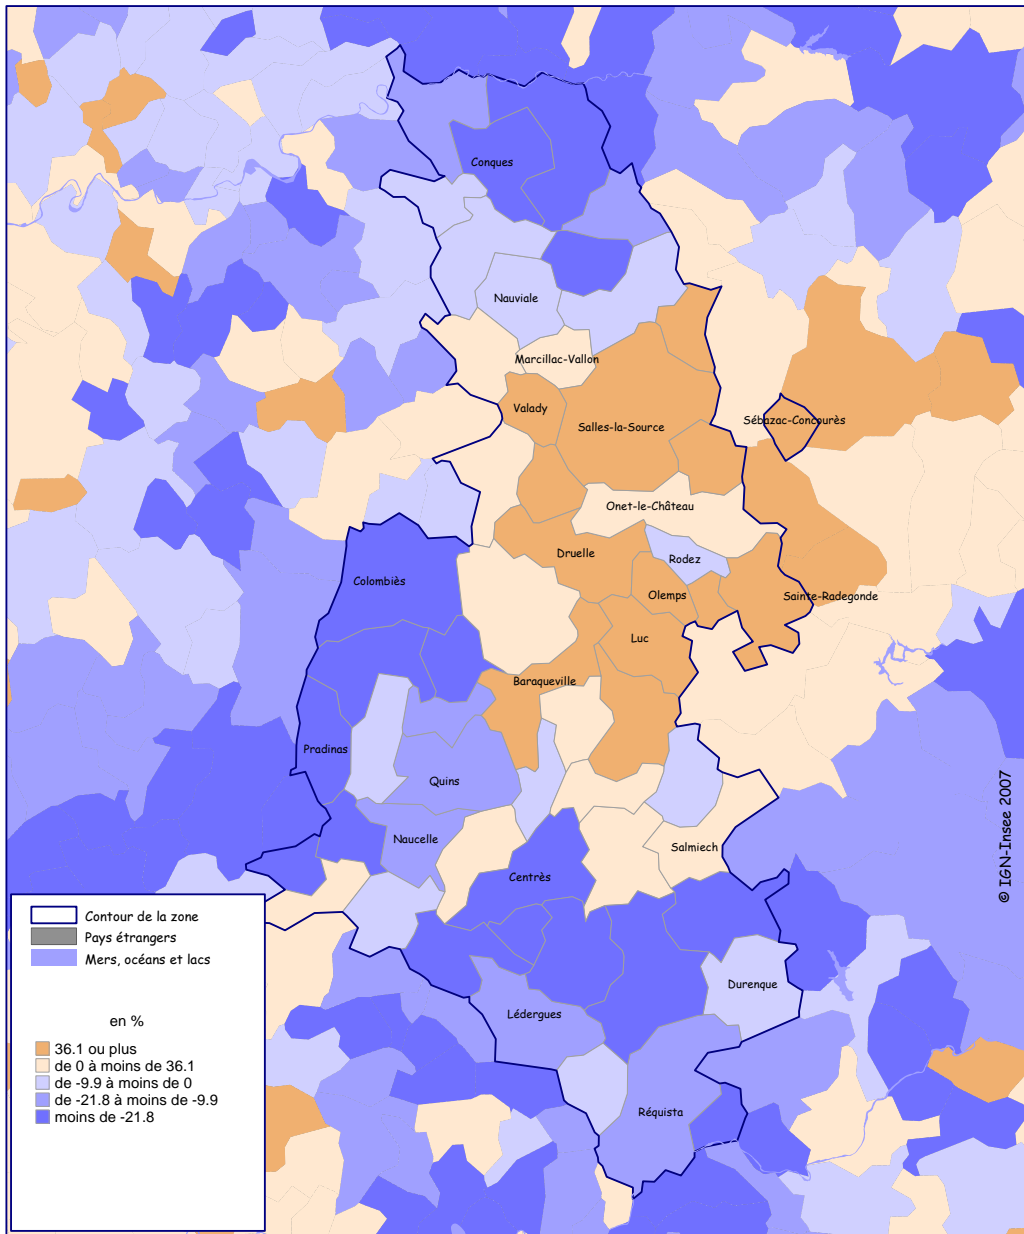 Conques
Nauviale
Marcillac-Vallon
Valady
Salles-la-Source
Sébazac-Concourès
Onet-le-Château
Druelle
Rodez
Colombiès
Olemps
Sainte-Radegonde
Luc
Baraqueville
Pradinas
Quins
Naucelle
Salmiech
Centrès
Durenque
Lédergues
Réquista
© IGN-Insee 2007
Contour de la zone
Pays étrangers
Mers, océans et lacs
en %
36.1 ou plus
de 0 à moins de 36.1
de -9.9 à moins de 0
de -21.8 à moins de -9.9
moins de -21.8